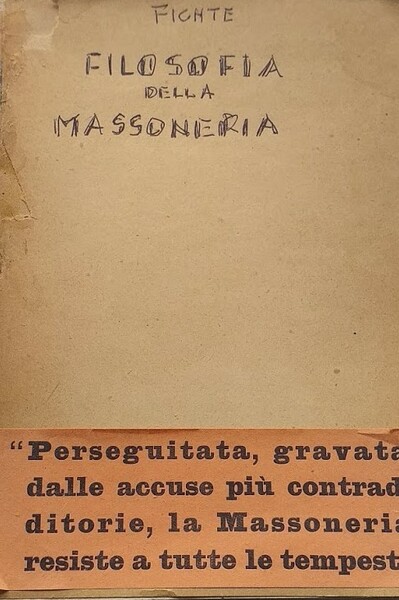 FICHTE
FILOSOFIA
DELLA
MASSONERIA
“Perseguitata, gravata
dalle accuse più contrad
ditorie, la Massoneria
resiste a tutte le tempest